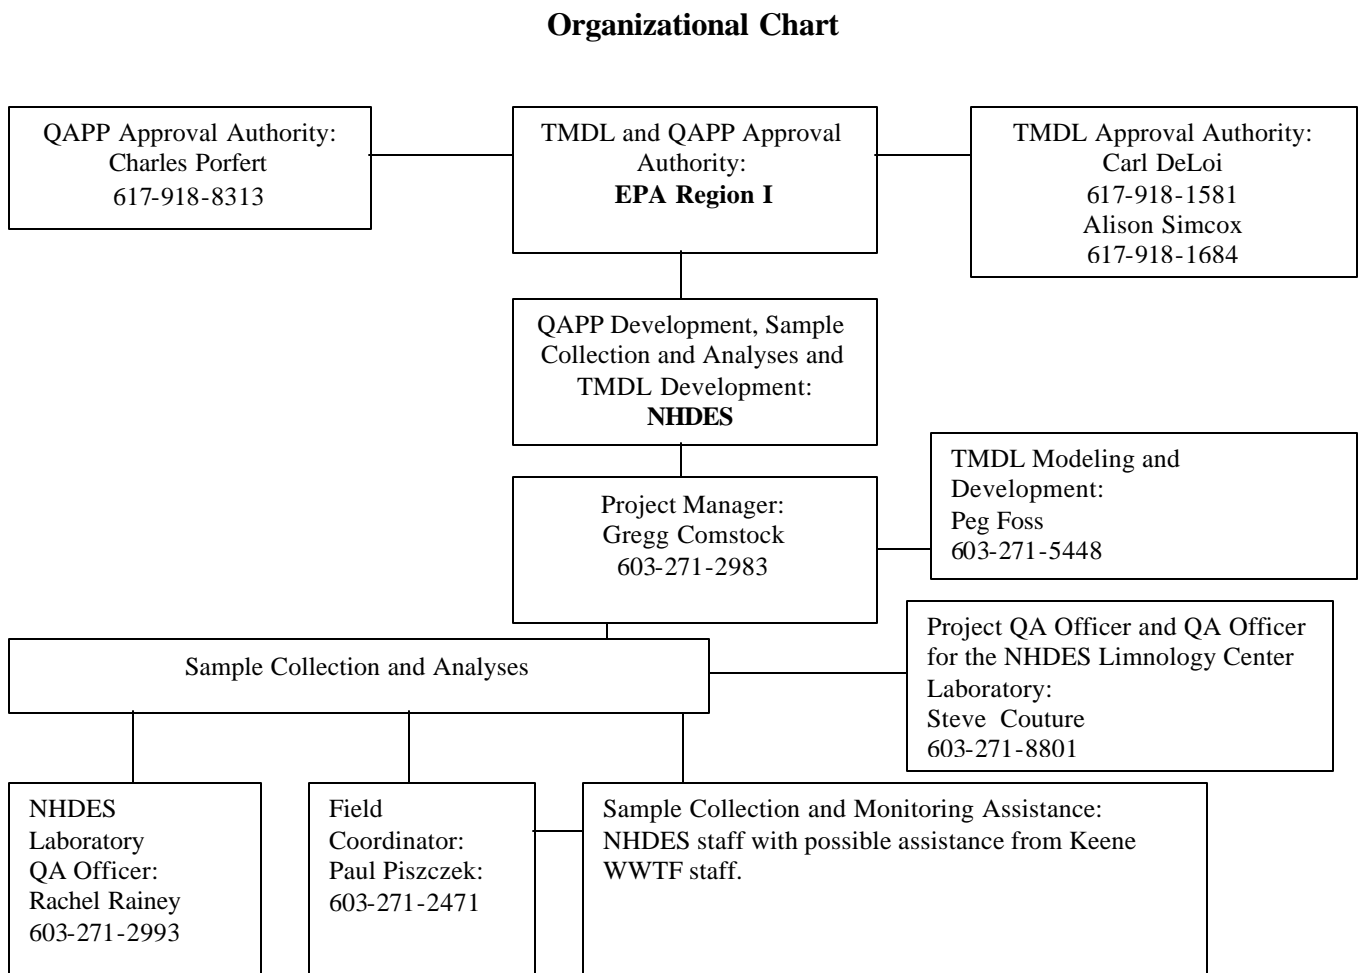 Organizational Chart
QAPP Approval Authority:
Charles Porfert
617-918-8313
TMDL and QAPP Approval
Authority:
EPA Region I
TMDL Approval Authority:
Carl DeLoi
617-918-1581
Alison Simcox
617-918-1684
QAPP Development, Sample
Collection and Analyses and
TMDL Development:
NHDES
Project Manager:
Gregg Comstock
603-271-2983
TMDL Modeling and
Development:
Peg Foss
603-271-5448
Project QA Officer and QA Officer
for the NHDES Limnology Center
Laboratory:
Steve Couture
603-271-8801
Sample Collection and Analyses
NHDES
Laboratory
QA Officer:
Rachel Rainey
603-271-2993
Field
Coordinator:
Paul Piszczek:
603-271-2471
Sample Collection and Monitoring Assistance:
NHDES staff with possible assistance from Keene
WWTF staff.